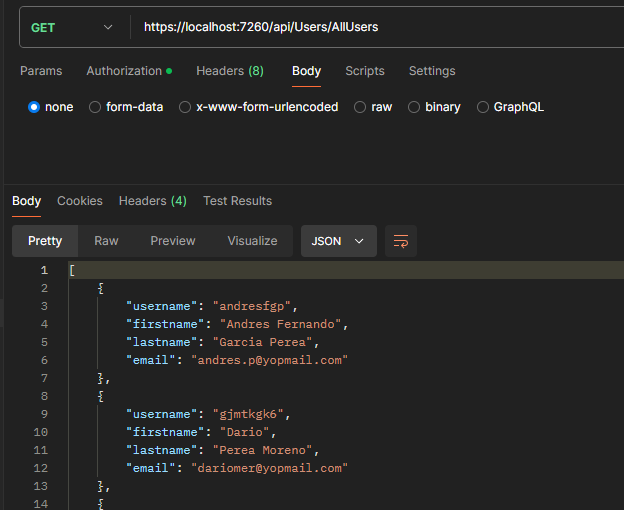 GET https://localhost:7260/api/Users/AllUsers
Params Authorization Headers (8) Body Scripts Settings
none form-data x-www-form-urlencoded raw binary GraphQL
Body Cookies Headers (4) Test Results
Pretty Raw Preview Visualize JSON
1 [
2 {
3 "username": "andresfgp",
4 "firstname": "Andres Fernando",
5 "lastname": "Garcia Perea",
6 "email": "andres.p@yopmail.com"
7 },
8 {
9 "username": "gjmtkgk6",
10 "firstname": "Dario",
11 "lastname": "Perea Moreno",
12 "email": "dariomer@yopmail.com"
13 },
14 {